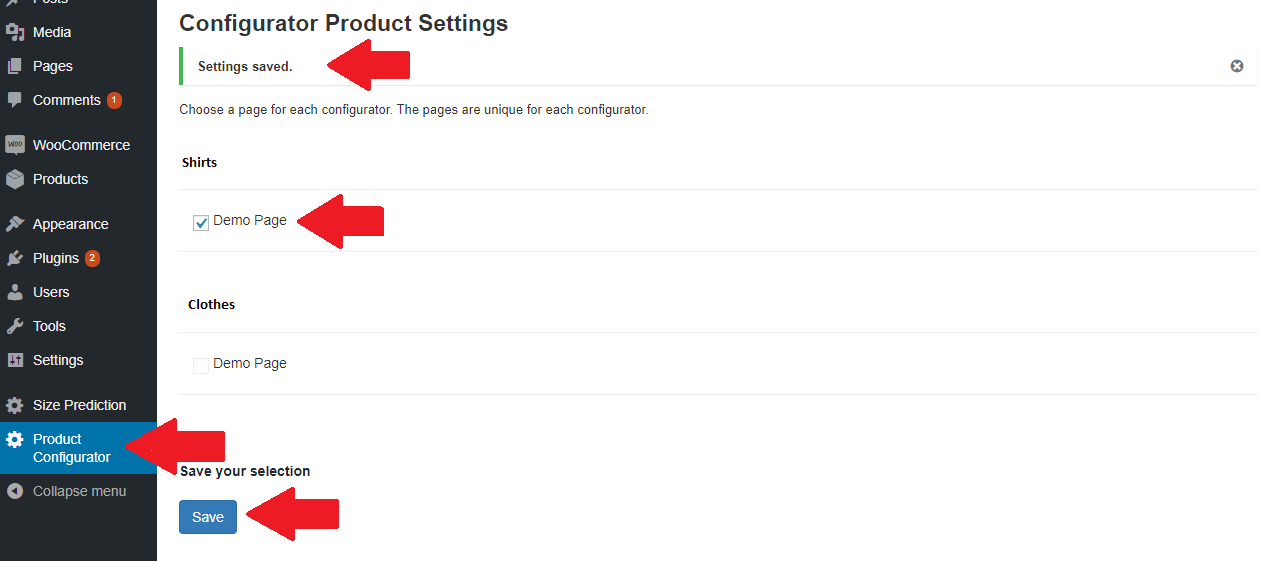 Posts
Media
Pages
Comments 1
WOO WooCommerce
Products
Appearance
Plugins 2
Users
Tools
Settings
Size Prediction
Product
Configurator
Collapse menu
Configurator Product Settings
Settings saved.
Choose a page for each configurator. The pages are unique for each configurator.
Shirts
Demo Page
Clothes
Demo Page
Save your selection
Save